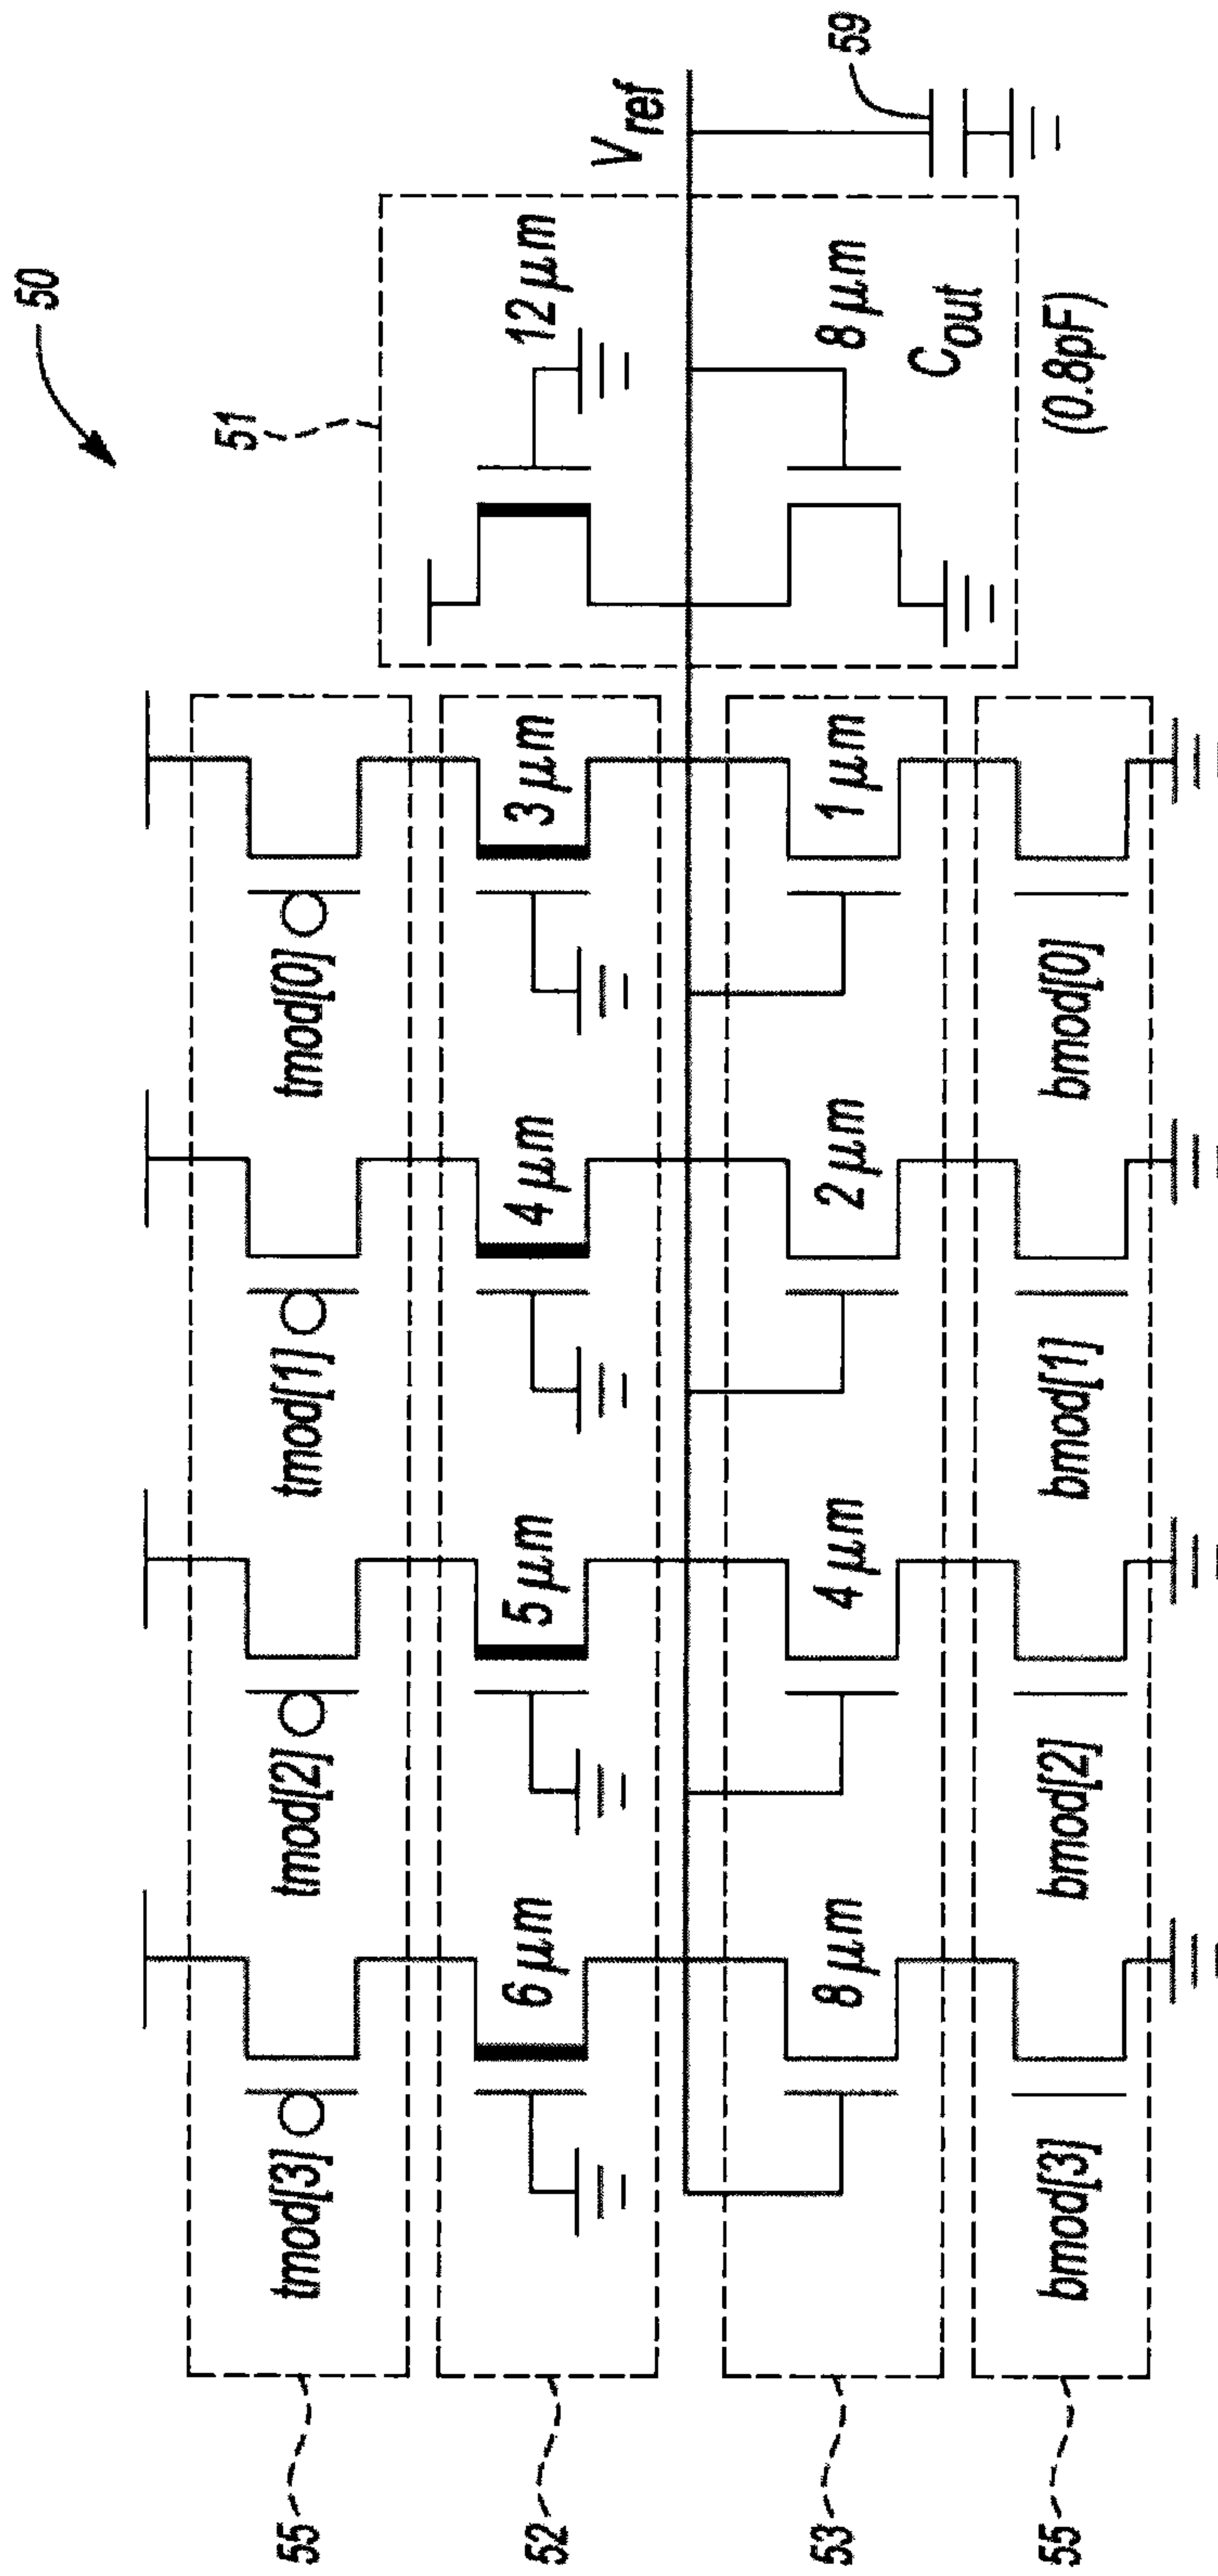 50
55
tmod[3]
tmod[2]
tmod[1]
tmod[0]
51
12 μm
52
6 μm
5 μm
4 μm
3 μm
Vref
53
8 μm
4 μm
2 μm
1 μm
8 μm
59
Cout
(0.8pF)
55
bmod[3]
bmod[2]
bmod[1]
bmod[0]